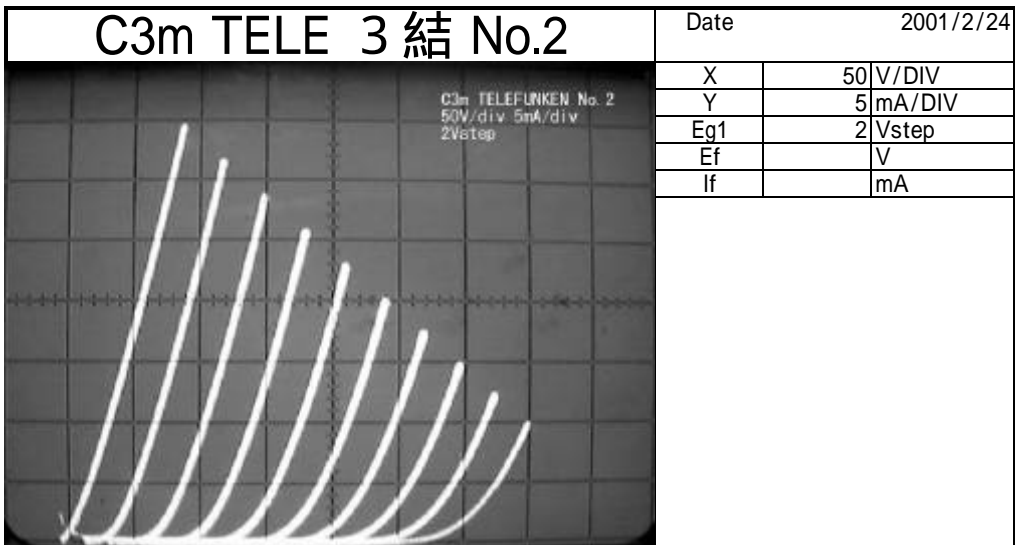 C3m TELE ３結 No.2
Date 2001/2/24
X 50 V/DIV
Y 5 mA/DIV
Eg1 2 Vstep
Ef V
If mA
C3m TELEFUNKEN No. 2
50V/div 5mA/div
2Vstep